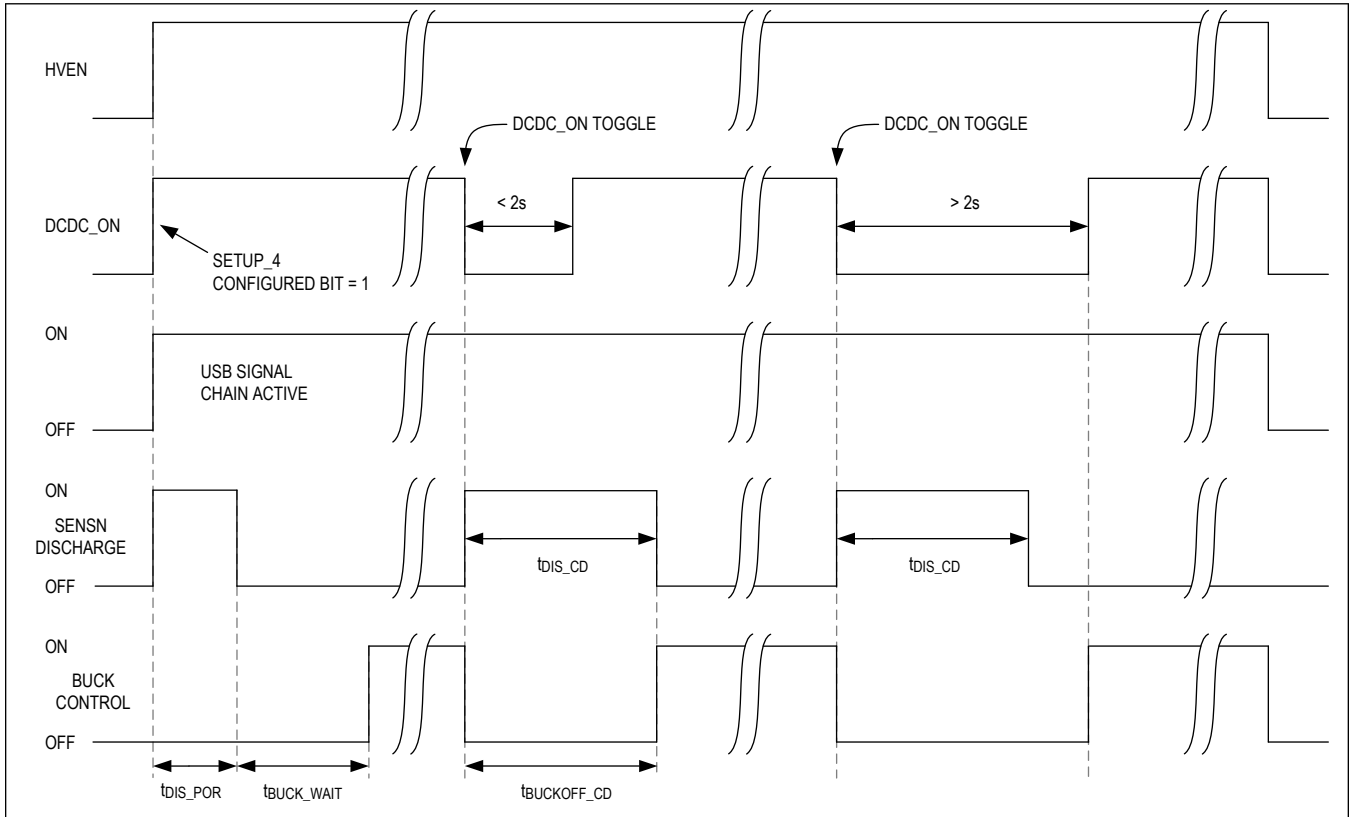 HVEN
DCDC_ON TOGGLE
DCDC_ON TOGGLE
< 2s
> 2s
DCDC_ON
SETUP_4
CONFIGURED BIT = 1
ON
USB SIGNAL
CHAIN ACTIVE
OFF
ON
SENSN
DISCHARGE
tDIS_CD
tDIS_CD
OFF
ON
BUCK
CONTROL
OFF
tDIS_POR
tBUCK_WAIT
tBUCKOFF_CD